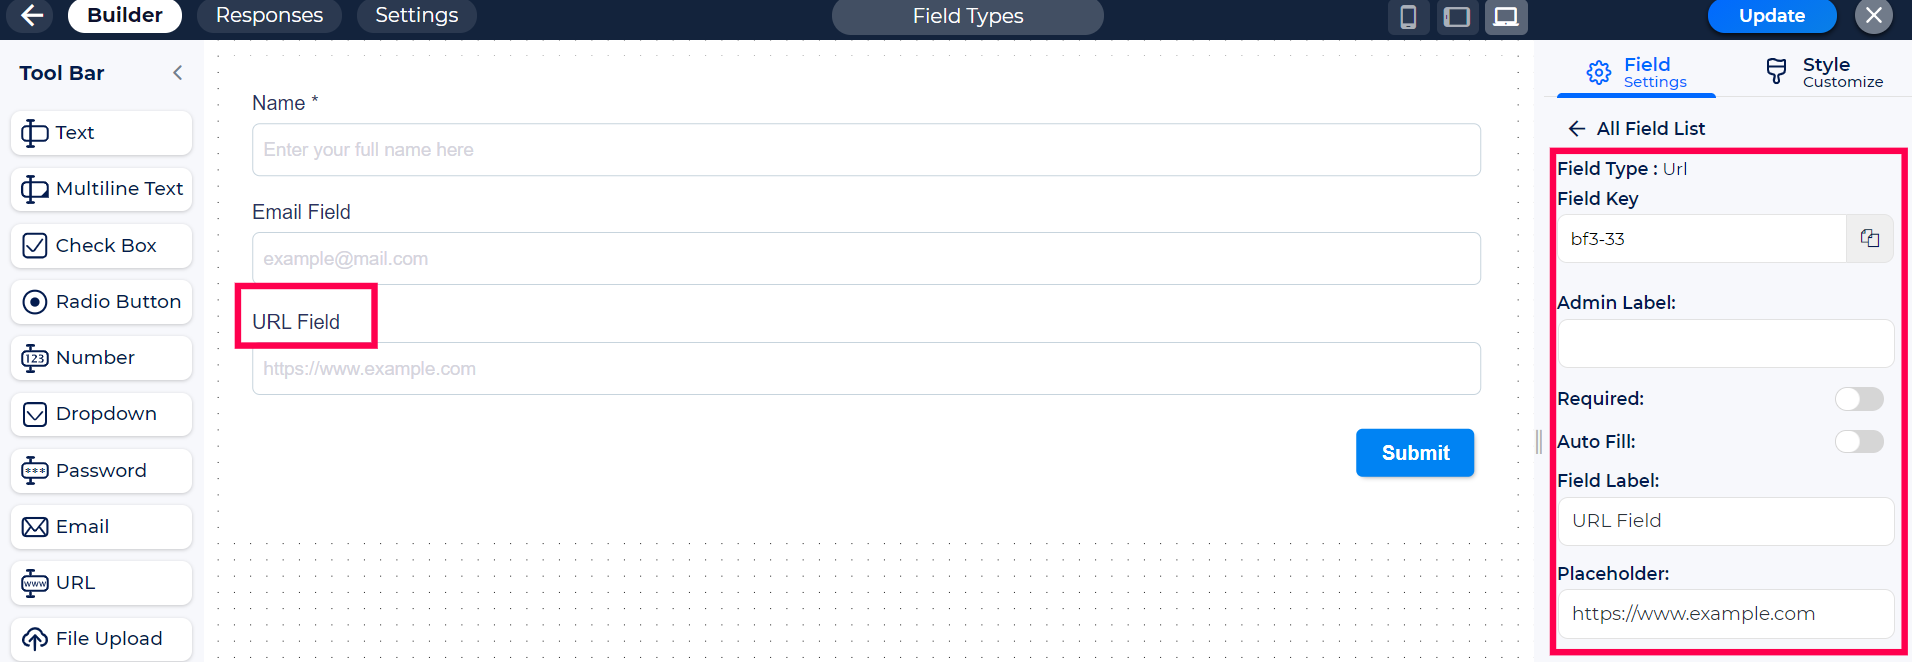 Builder
Responses
Settings
Field Types
Update
Tool Bar
Text
Multiline Text
Check Box
Radio Button
123 Number
Dropdown
*** Password
Email
www URL
File Upload
Name *
Enter your full name here
Email Field
example@mail.com
URL Field
https://www.example.com
Submit
Field
Settings
Style
Customize
All Field List
Field Type : Url
Field Key
bf3-33
Admin Label:
Required:
Auto Fill:
Field Label:
URL Field
Placeholder:
https://www.example.com